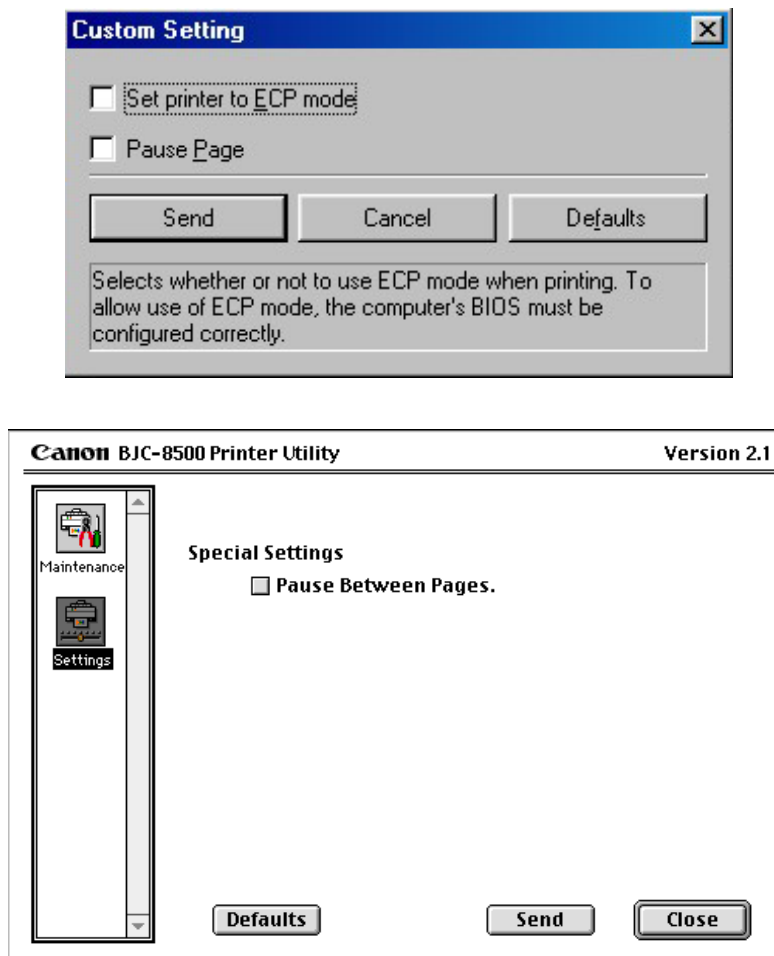 Custom Setting
Set printer to ECP mode
Pause Page
Send Cancel Defaults
Selects whether or not to use ECP mode when printing. To
allow use of ECP mode, the computer's BIOS must be
configured correctly.
Canon BJC-8500 Printer Utility Version 2.1
Maintenance
Special Settings
Pause Between Pages.
Settings
Defaults Send Close